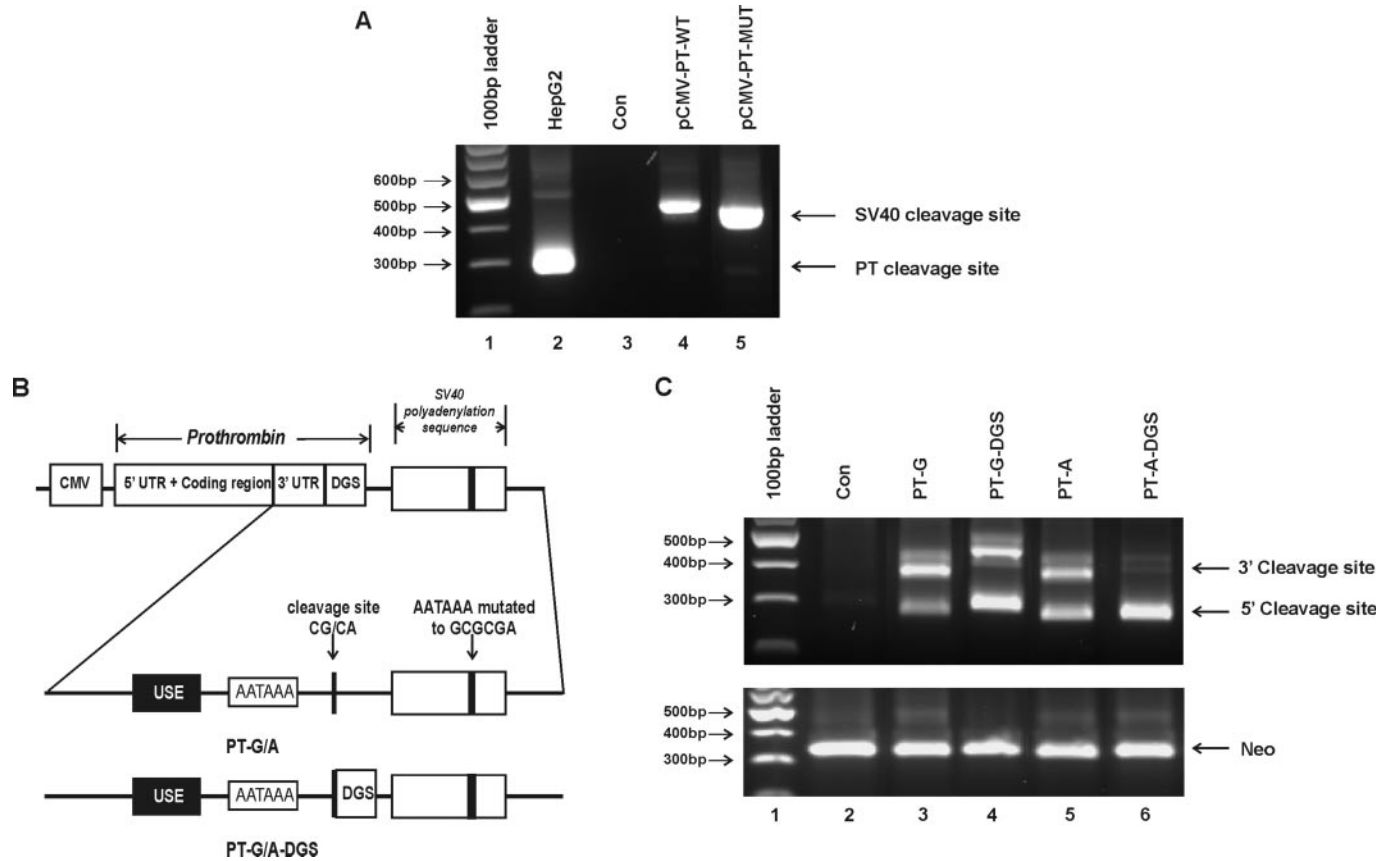 A
100bp ladder
HepG2
Con
pCMV-PT-WT
pCMV-PT-MUT
600bp
500bp
400bp
300bp
SV40 cleavage site
PT cleavage site
1 2 3 4 5
B
SV40
polyadenylation
sequence
Prothrombin
CMV
5' UTR + Coding region
3' UTR
DGS
cleavage site
CG/CA
AATAAA mutated
to GCGCGA
USE
AATAAA
PT-G/A
USE
AATAAA
DGS
PT-G/A-DGS
C
100bp ladder
Con
PT-G
PT-G-DGS
PT-A
PT-A-DGS
500bp
400bp
300bp
3' Cleavage site
5' Cleavage site
500bp
400bp
300bp
Neo
1 2 3 4 5 6